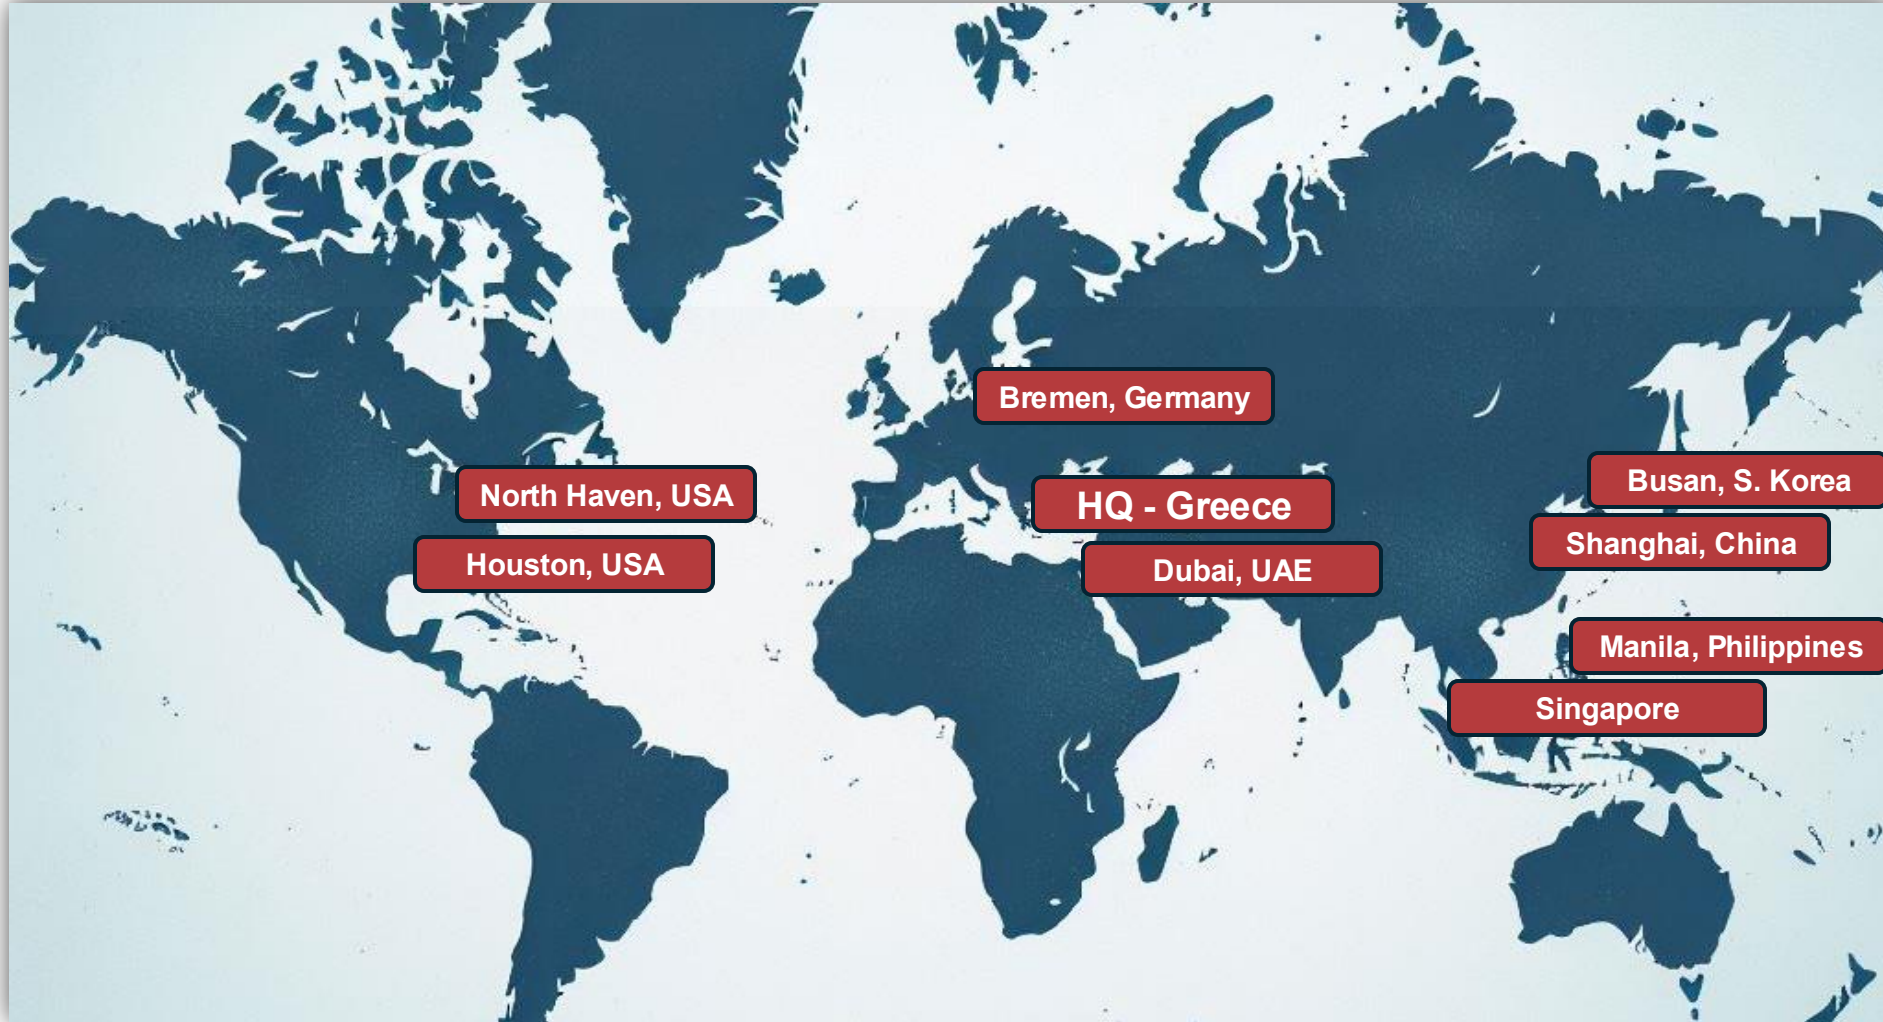 Bremen, Germany
North Haven, USA
HQ - Greece
Busan, S. Korea
Houston, USA
Dubai, UAE
Shanghai, China
Manila, Philippines
Singapore